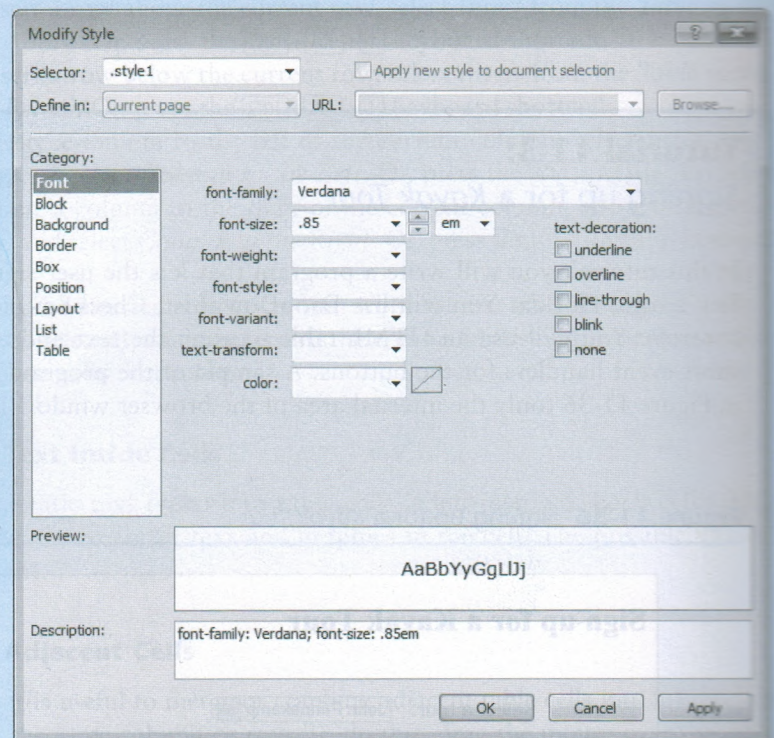 Modify Style
Selector: .style1 Apply new style to document selection
Define in: Current page URL: Browse...
Category:
Font
Block
Background
Border
Box
Position
Layout
List
Table
font-family: Verdana
font-size: .85 em
font-weight:
font-style:
font-variant:
text-transform:
color:
text-decoration:
underline
overline
line-through
blink
none
Preview:
AaBbYyGgLlJj
Description:
font-family: Verdana; font-size: .85em
OK Cancel Apply